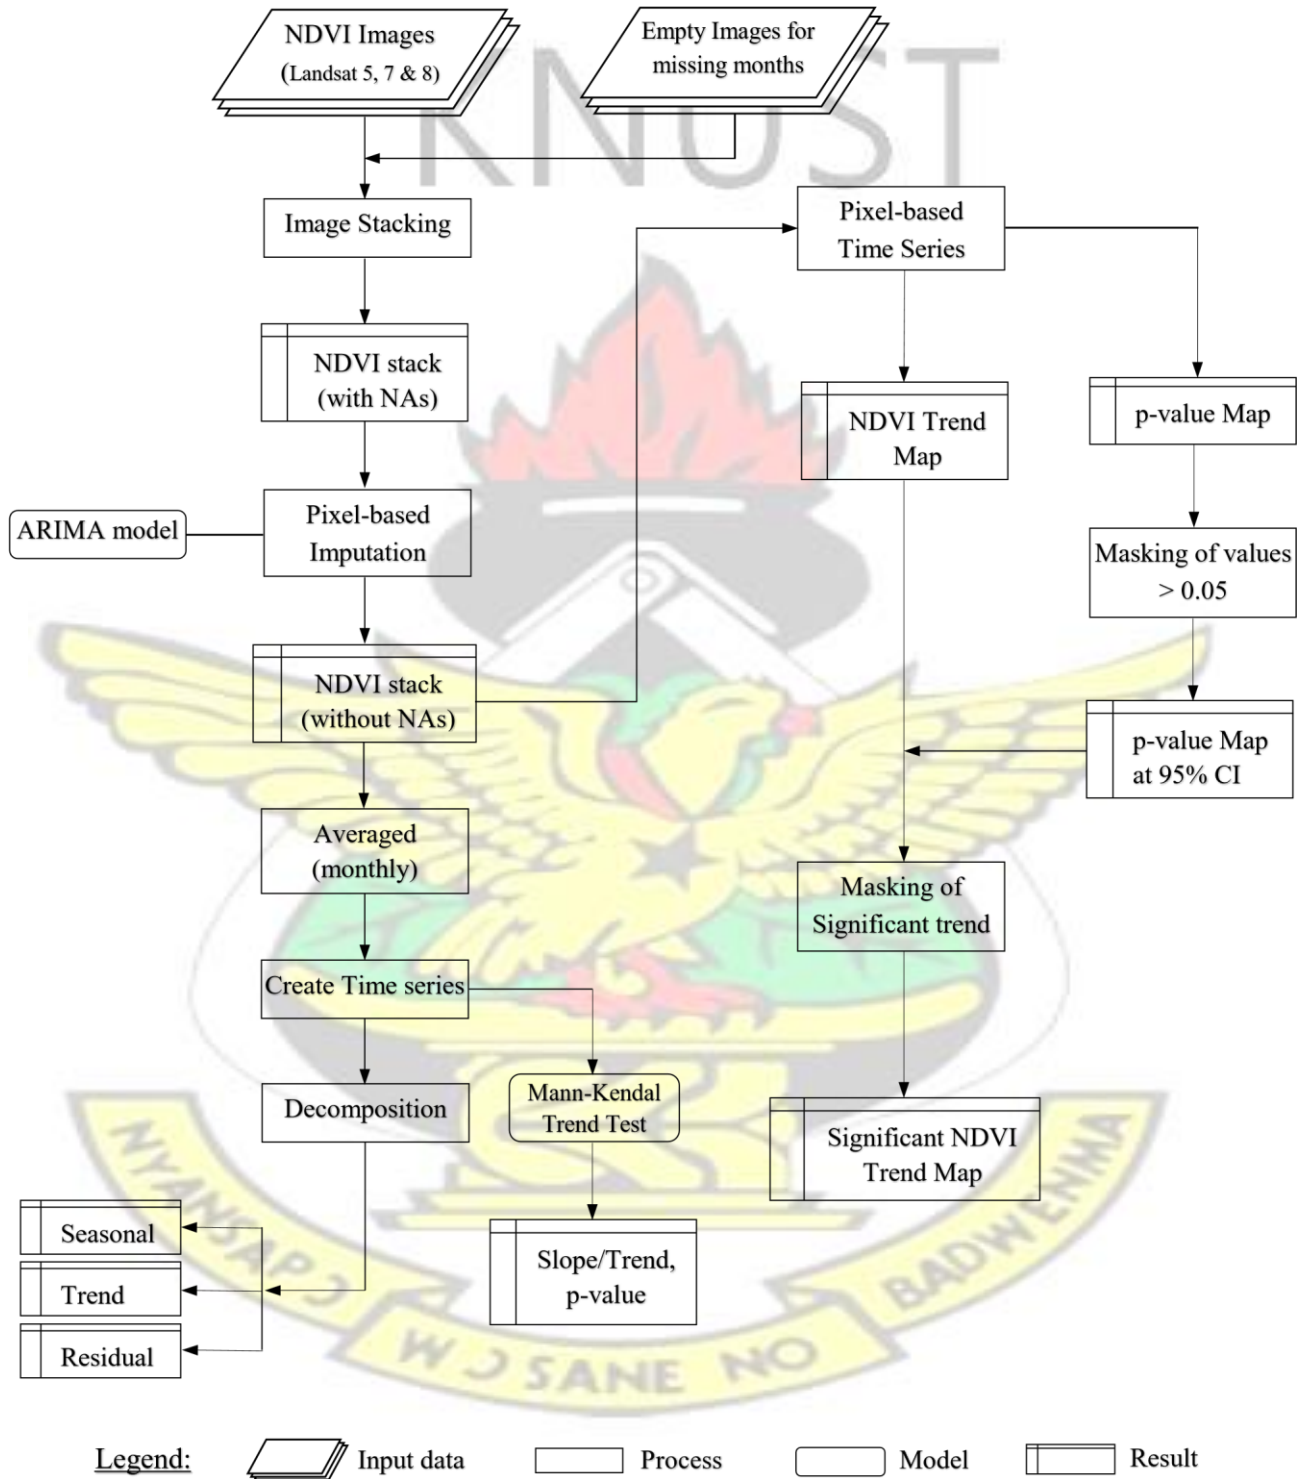 KNUST
NDVI Images
(Landsat 5, 7 & 8)
Empty Images for
missing months
Image Stacking
NDVI stack
(with NAs)
ARIMA model
Pixel-based
Imputation
NDVI stack
(without NAs)
Averaged
(monthly)
Create Time series
Decomposition
Mann-Kendal
Trend Test
Seasonal
Trend
Residual
Slope/Trend,
p-value
Pixel-based
Time Series
NDVI Trend
Map
p-value Map
Masking of values
> 0.05
p-value Map
at 95% CI
Masking of
Significant trend
Significant NDVI
Trend Map
NYANSAPƆ
WƆSANE NO
BADWENMA
Legend:
Input data
Process
Model
Result